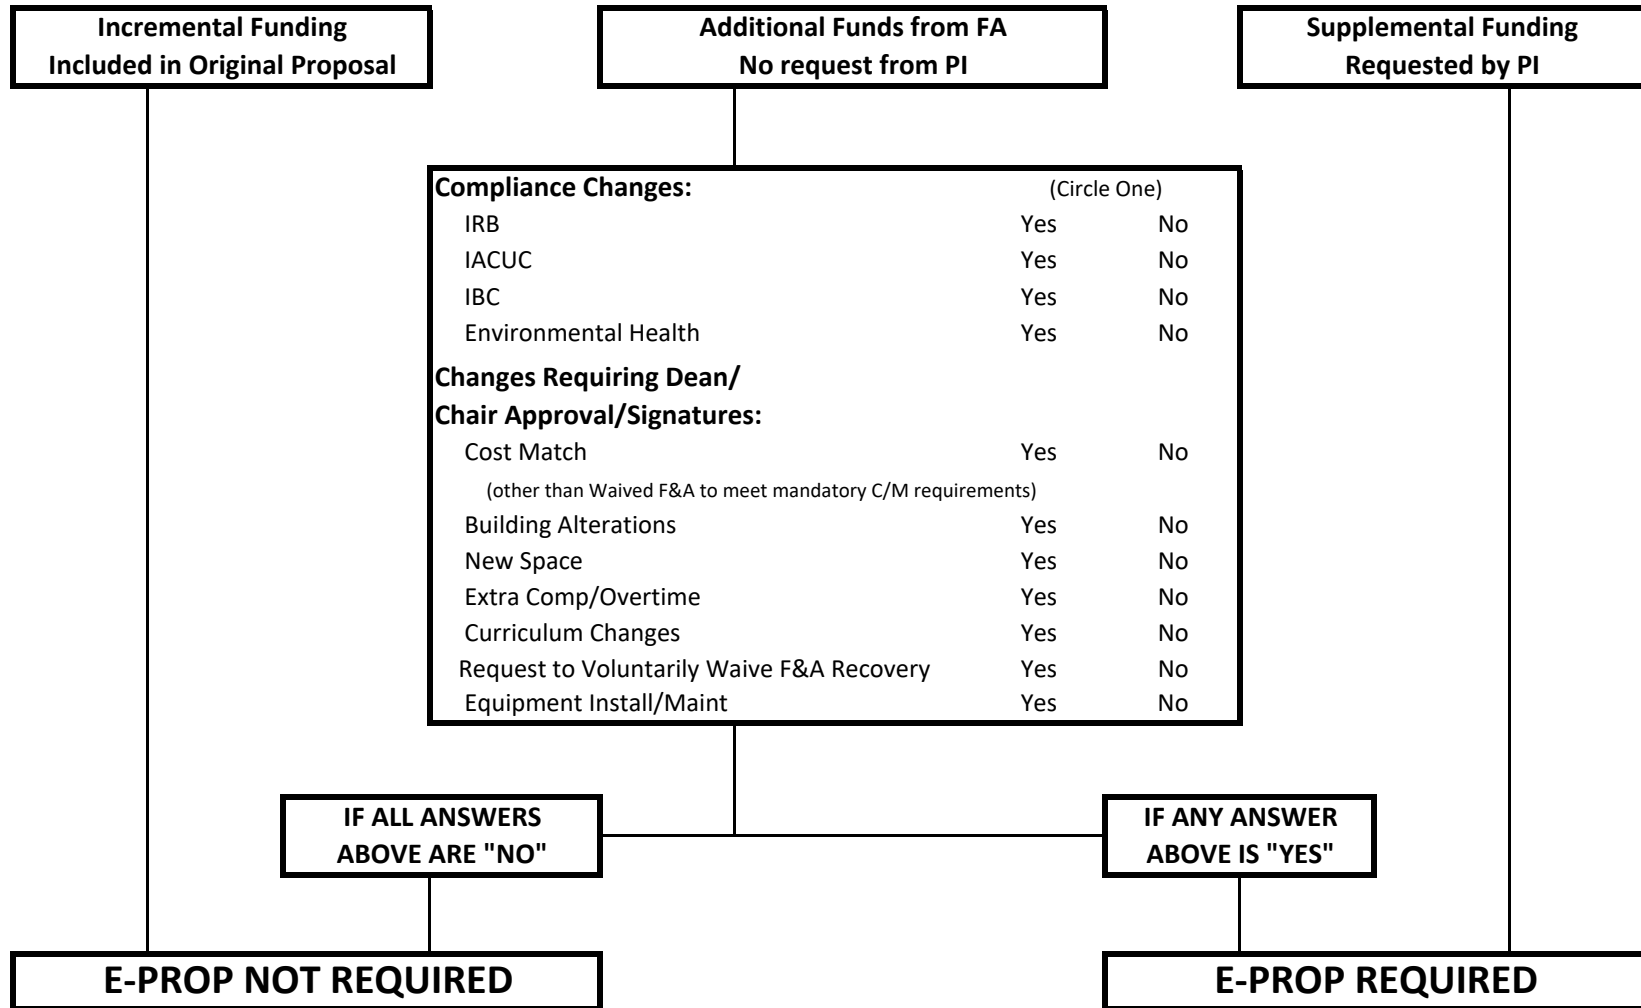 Incremental Funding
Included in Original Proposal
Additional Funds from FA
No request from PI
Supplemental Funding
Requested by PI
Compliance Changes: (Circle One)
IRB Yes No
IACUC Yes No
IBC Yes No
Environmental Health Yes No
Changes Requiring Dean/
Chair Approval/Signatures:
Cost Match Yes No
(other than Waived F&A to meet mandatory C/M requirements)
Building Alterations Yes No
New Space Yes No
Extra Comp/Overtime Yes No
Curriculum Changes Yes No
Request to Voluntarily Waive F&A Recovery Yes No
Equipment Install/Maint Yes No
IF ALL ANSWERS
ABOVE ARE "NO"
IF ANY ANSWER
ABOVE IS "YES"
E-PROP NOT REQUIRED
E-PROP REQUIRED